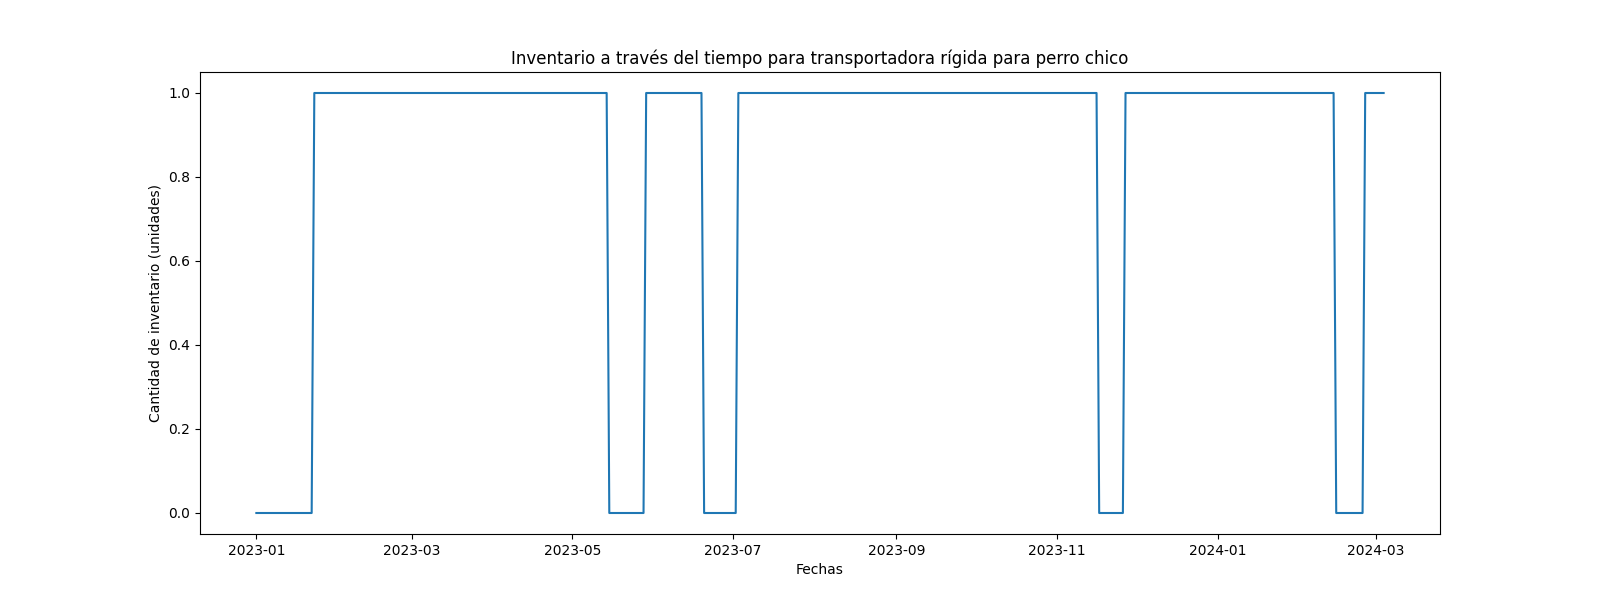 Inventario a través del tiempo para transportadora rígida para perro chico
Cantidad de inventario (unidades)
1.0
0.8
0.6
0.4
0.2
0.0
2023-01 2023-03 2023-05 2023-07 2023-09 2023-11 2024-01 2024-03
Fechas